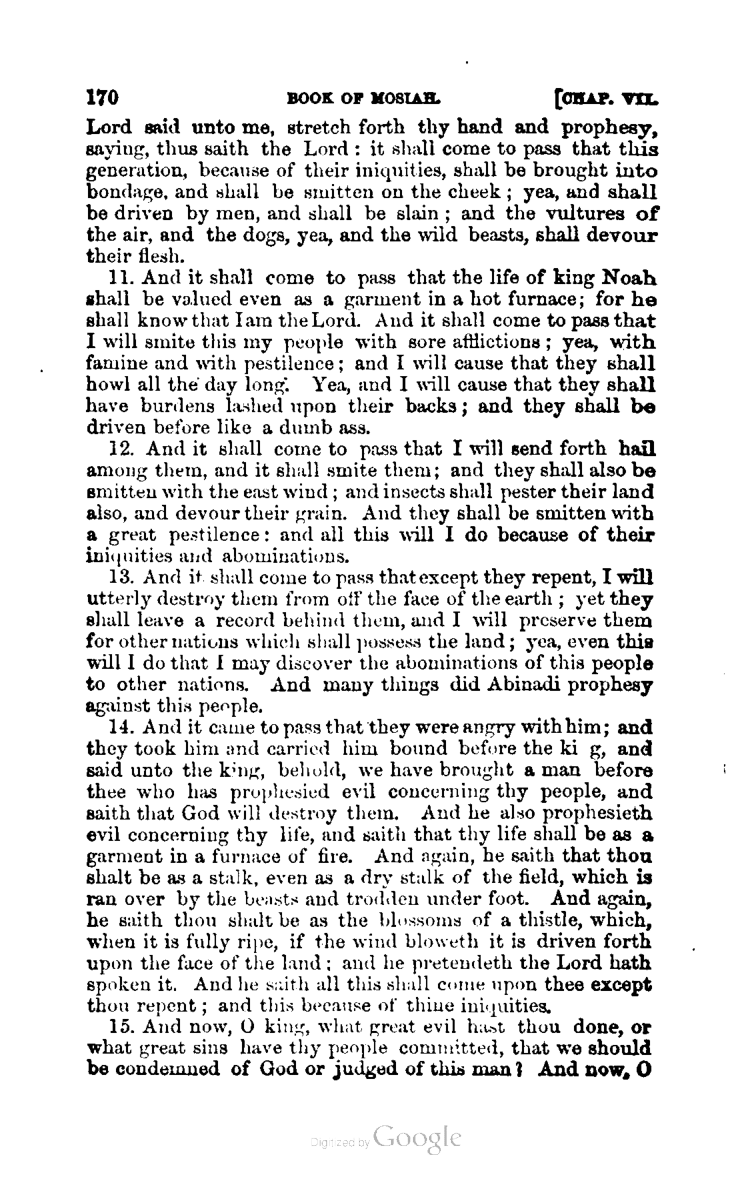 170 BOOK OF MOSIAH. [CHAP. VII.
Lord said unto me, stretch forth thy hand and prophesy,
saying, thus saith the Lord: it shall come to pass that this
generation, because of their iniquities, shall be brought into
bondage, and shall be smitten on the cheek; yea, and shall
be driven by men, and shall be slain; and the vultures of
the air, and the dogs, yea, and the wild beasts, shall devour
their flesh.
11. And it shall come to pass that the life of king Noah
shall be valued even as a garment in a hot furnace; for he
shall know that I am the Lord. And it shall come to pass that
I will smite this my people with sore afflictions; yea, with
famine and with pestilence; and I will cause that they shall
howl all the day long. Yea, and I will cause that they shall
have burdens lashed upon their backs; and they shall be
driven before like a dumb ass.
12. And it shall come to pass that I will send forth hail
among them, and it shall smite them; and they shall also be
smitten with the east wind; and insects shall pester their land
also, and devour their grain. And they shall be smitten with
a great pestilence: and all this will I do because of their
iniquities and abominations.
13. And it shall come to pass that except they repent, I will
utterly destroy them from off the face of the earth; yet they
shall leave a record behind them, and I will preserve them
for other nations which shall possess the land; yea, even this
will I do that I may discover the abominations of this people
to other nations. And many things did Abinadi prophesy
against this people.
14. And it came to pass that they were angry with him; and
they took him and carried him bound before the ki g, and
said unto the king, behold, we have brought a man before
thee who has prophesied evil concerning thy people, and
saith that God will destroy them. And he also prophesieth
evil concerning thy life, and saith that thy life shall be as a
garment in a furnace of fire. And again, he saith that thou
shalt be as a stalk, even as a dry stalk of the field, which is
ran over by the beasts and trodden under foot. And again,
he saith thou shalt be as the blossoms of a thistle, which,
when it is fully ripe, if the wind bloweth it is driven forth
upon the face of the land; and he pretendeth the Lord hath
spoken it. And he saith all this shall come upon thee except
thou repent; and this because of thine iniquities.
15. And now, O king, what great evil hast thou done, or
what great sins have thy people committed, that we should
be condemned of God or judged of this man? And now, O
Digitized by Google